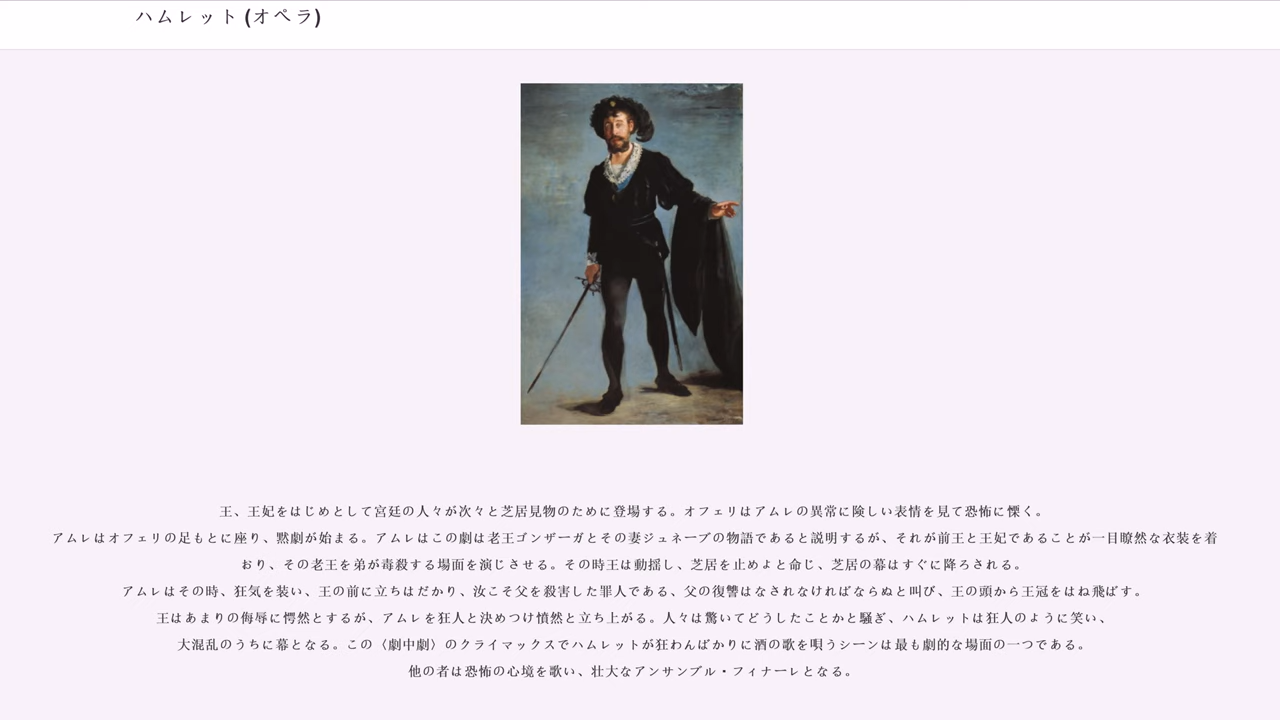 ハムレット (オペラ)
王、王妃をはじめとして宮廷の人々が次々と芝居見物のために登場する。オフェリはアムレの異常に険しい表情を見て恐怖に慄く。
アムレはオフェリの足もとに座り、黙劇が始まる。アムレはこの劇は老王ゴンザーガとその妻ジュネーブの物語であると説明するが、それが前王と王妃であることが一目瞭然な衣装を着
おり、その老王を弟が毒殺する場面を演じさせる。その時王は動揺し、芝居を止めよと命じ、芝居の幕はすぐに降ろされる。
アムレはその時、狂気を装い、王の前に立ちはだかり、汝こそ父を殺害した罪人である、父の復讐はなされなければならぬと叫び、王の頭から王冠をはね飛ばす。
王はあまりの侮辱に愕然とするが、アムレを狂人と決めつけ憤然と立ち上がる。人々は驚いてどうしたことかと騒ぎ、ハムレットは狂人のように笑い、
大混乱のうちに幕となる。この〈劇中劇〉のクライマックスでハムレットが狂わんばかりに酒の歌を唄うシーンは最も劇的な場面の一つである。
他の者は恐怖の心境を歌い、壮大なアンサンブル・フィナーレとなる。